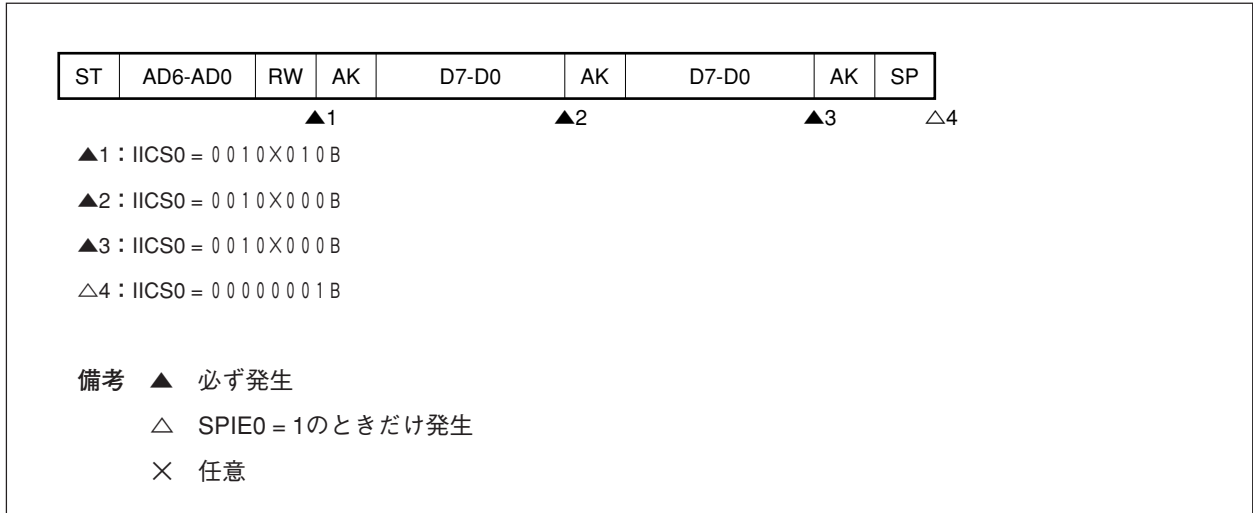 ST AD6-AD0 RW AK D7-D0 AK D7-D0 AK SP
▲1 ▲2 ▲3 △4
▲1：IICS0 = 0010X010B
▲2：IICS0 = 0010X000B
▲3：IICS0 = 0010X000B
△4：IICS0 = 00000001B
備考 ▲ 必ず発生
△ SPIE0 = 1のときだけ発生
× 任意